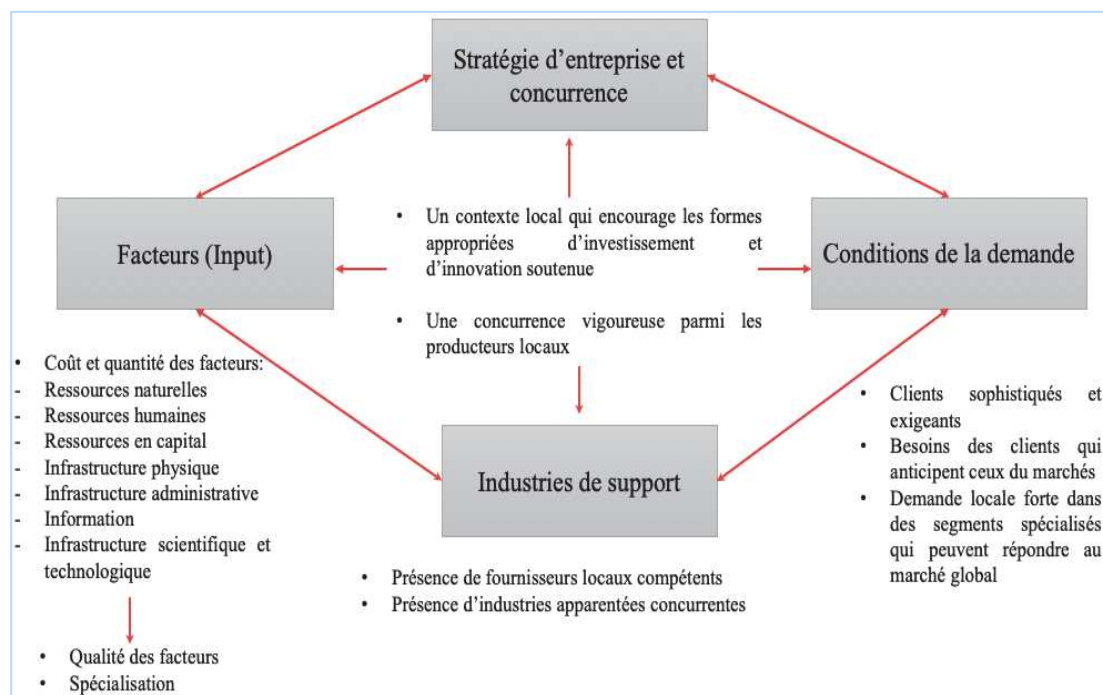 Stratégie d’entreprise et
concurrence
Facteurs (Input)
• Un contexte local qui encourage les formes
appropriées d’investissement et
d’innovation soutenue
• Une concurrence vigoureuse parmi les
producteurs locaux
Conditions de la demande
• Coût et quantité des facteurs:
- Ressources naturelles
- Ressources humaines
- Ressources en capital
- Infrastructure physique
- Infrastructure administrative
- Information
- Infrastructure scientifique et
technologique
• Qualité des facteurs
• Spécialisation
Industries de support
• Présence de fournisseurs locaux compétents
• Présence d’industries apparentées concurrentes
• Clients sophistiqués et
exigeants
• Besoins des clients qui
anticipent ceux du marchés
• Demande locale forte dans
des segments spécialisés
qui peuvent répondre au
marché global